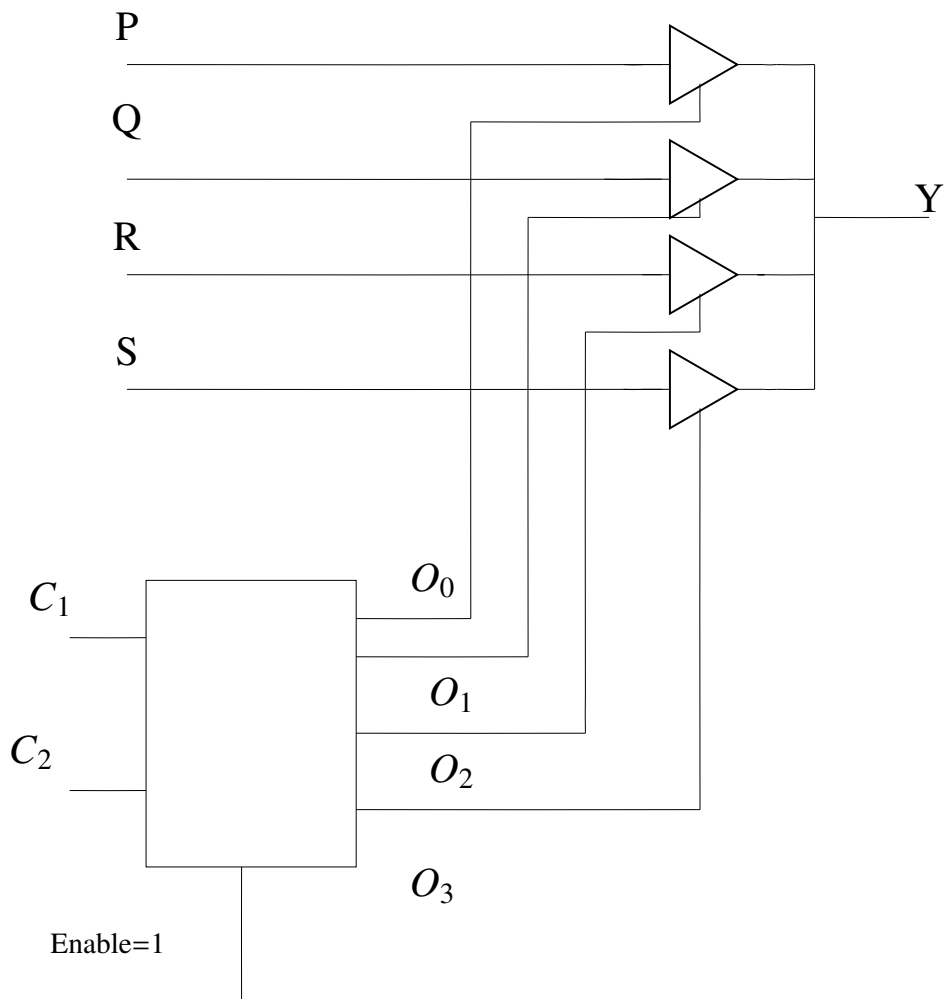 P
Q
Y
R
S
O₀
C₁
O₁
C₂
O₂
O₃
Enable=1